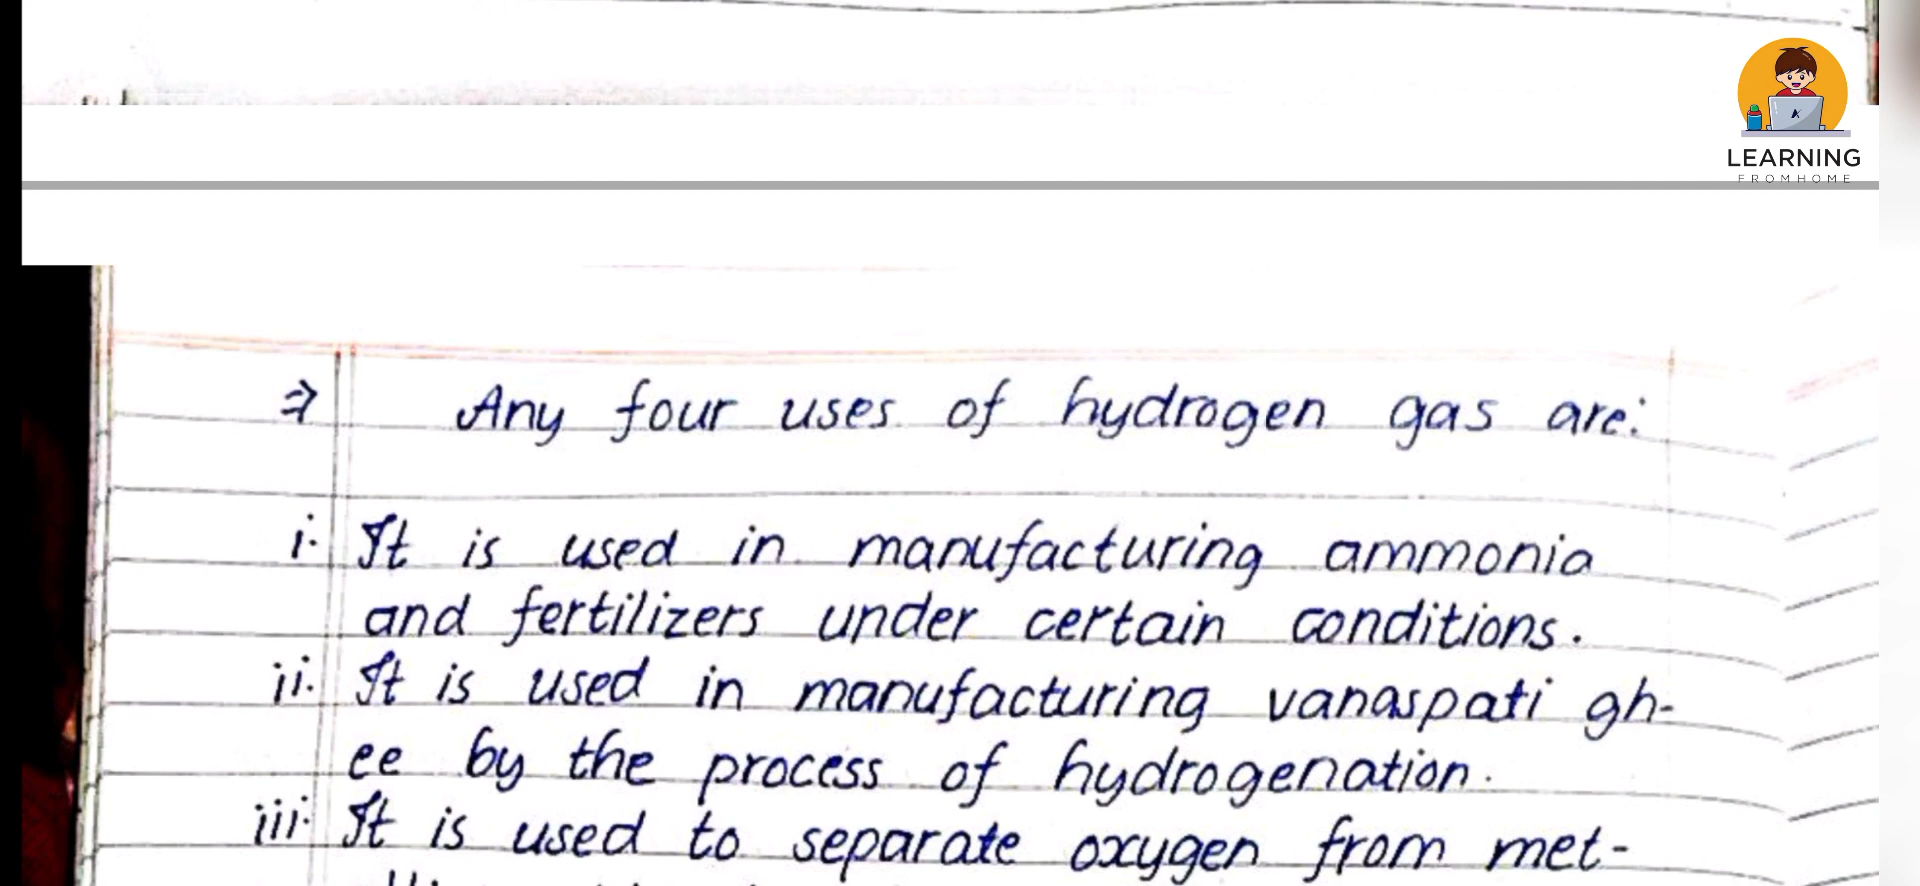 LEARNING
FROMHOME
⇒ Any four uses of hydrogen gas are:
i. It is used in manufacturing ammonia
and fertilizers under certain conditions.
ii. It is used in manufacturing vanaspati gh-
ee by the process of hydrogenation.
iii. It is used to separate oxygen from met-